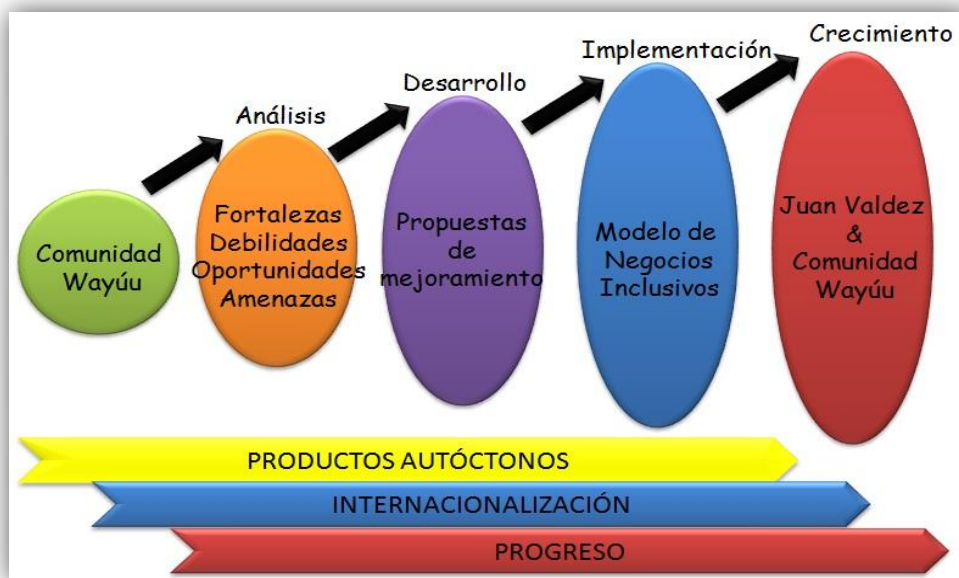 Comunidad
Wayúu
Análisis
Fortalezas
Debilidades
Oportunidades
Amenazas
Desarrollo
Propuestas
de
mejoramiento
Implementación
Modelo de
Negocios
Inclusivos
Crecimiento
Juan Valdez
&
Comunidad
Wayúu
PRODUCTOS AUTÓCTONOS
INTERNACIONALIZACIÓN
PROGRESO